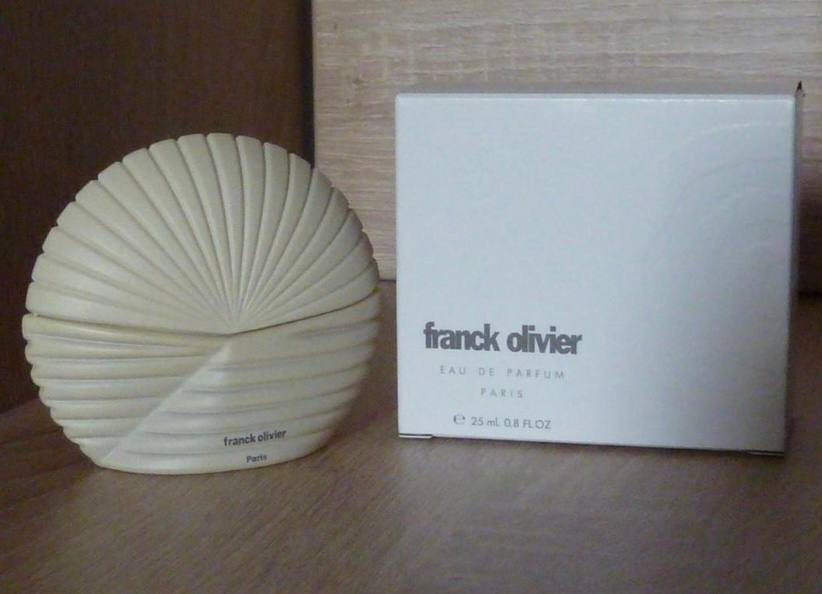 franck olivier
Paris
franck olivier
EAU DE PARFUM
PARIS
℮ 25 ml. 0.8 FL.OZ